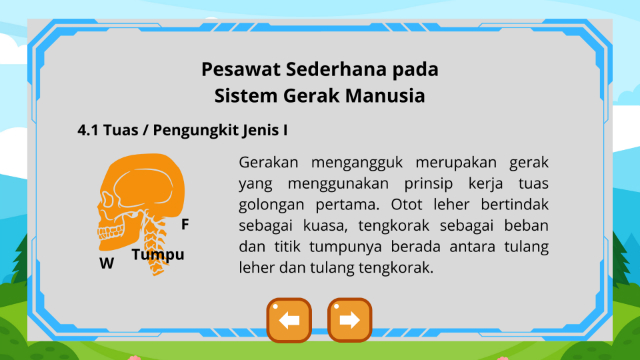 Pesawat Sederhana pada
Sistem Gerak Manusia
4.1 Tuas / Pengungkit Jenis I
Gerakan mengangguk merupakan gerak
yang menggunakan prinsip kerja tuas
golongan pertama. Otot leher bertindak
sebagai kuasa, tengkorak sebagai beban
dan titik tumpunya berada antara tulang
leher dan tulang tengkorak.
F
Tumpu
W